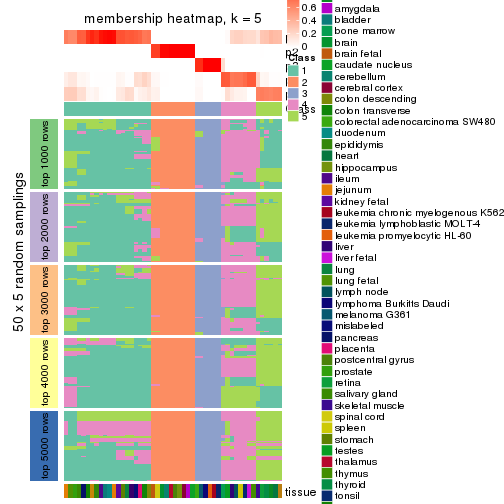 membership heatmap, k = 5
50 x 5 random samplings
top 1000 rows
top 2000 rows
top 3000 rows
top 4000 rows
top 5000 rows
tissue
0.6
0.4
0.2
0
Class
1
2
3
4
5
amygdala
bladder
bone marrow
brain
brain fetal
caudate nucleus
cerebellum
cerebral cortex
colon descending
colon transverse
colorectal adenocarcinoma SW480
duodenum
epididymis
heart
hippocampus
ileum
jejunum
kidney fetal
leukemia chronic myelogenous K562
leukemia lymphoblastic MOLT-4
leukemia promyelocytic HL-60
liver
liver fetal
lung
lung fetal
lymph node
lymphoma Burkitts Daudi
melanoma G361
mislabeled
pancreas
placenta
postcentral gyrus
prostate
retina
salivary gland
skeletal muscle
spinal cord
spleen
stomach
testes
thalamus
thymus
thyroid
tonsil